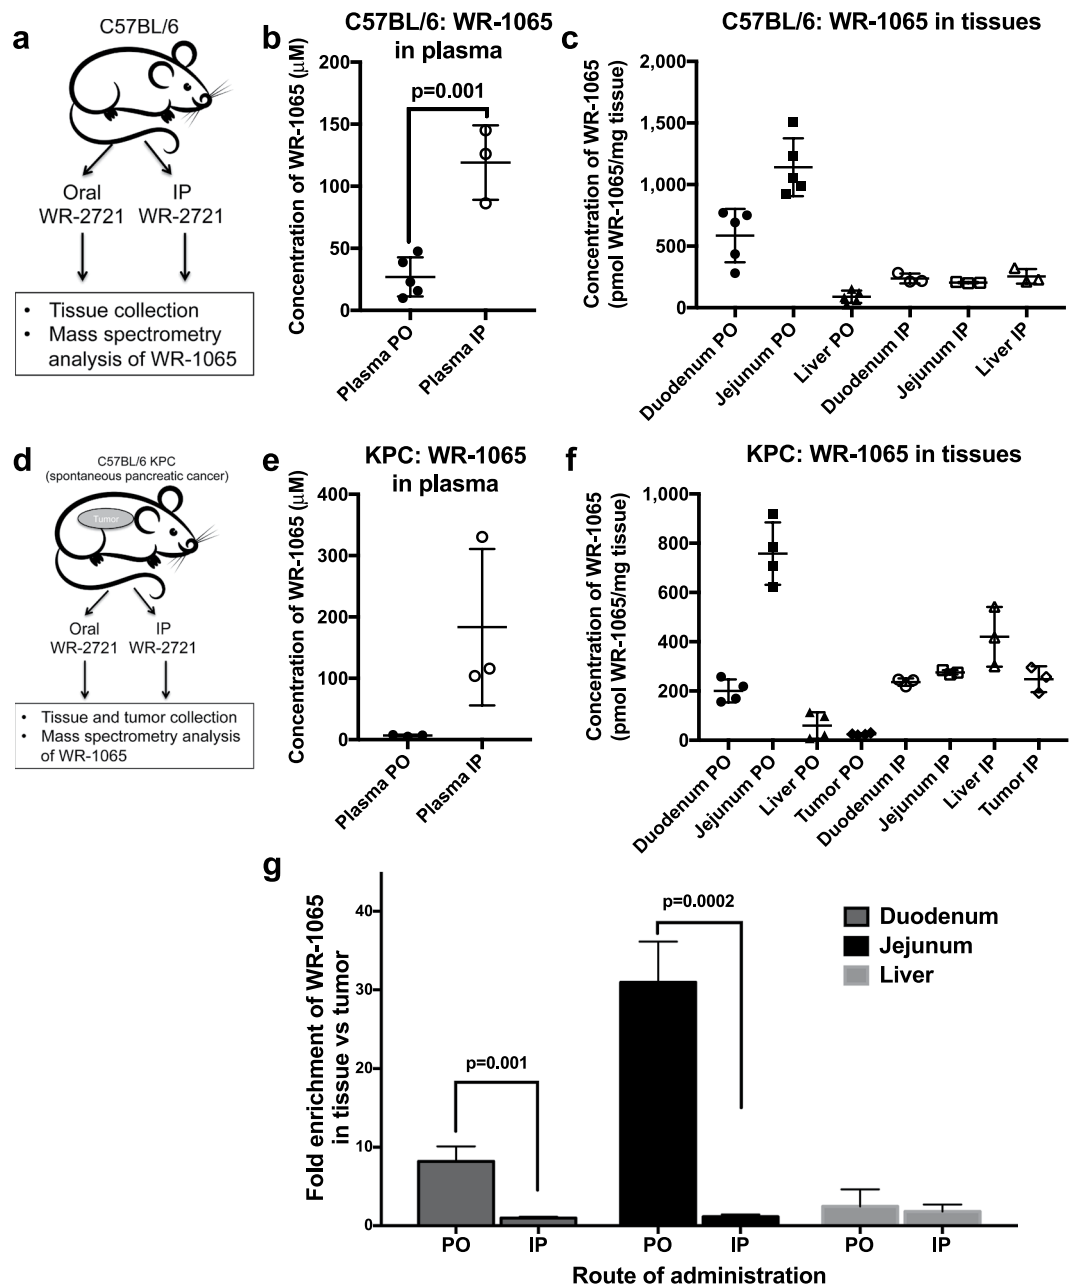 a
C57BL/6
Oral
WR-2721
IP
WR-2721
• Tissue collection
• Mass spectrometry
analysis of WR-1065
b
C57BL/6: WR-1065
in plasma
Concentration of WR-1065 (μM)
200
150
100
50
0
p=0.001
Plasma PO
Plasma IP
c
C57BL/6: WR-1065 in tissues
Concentration of WR-1065
(pmol WR-1065/mg tissue)
2,000
1,500
1,000
500
0
Duodenum PO
Jejunum PO
Liver PO
Duodenum IP
Jejunum IP
Liver IP
d
C57BL/6 KPC
(spontaneous pancreatic cancer)
Tumor
Oral
WR-2721
IP
WR-2721
• Tissue and tumor collection
• Mass spectrometry analysis
of WR-1065
e
KPC: WR-1065
in plasma
Concentration of WR-1065 (μM)
400
300
200
100
0
Plasma PO
Plasma IP
f
KPC: WR-1065 in tissues
Concentration of WR-1065
(pmol WR-1065/mg tissue)
1,000
800
600
400
200
0
Duodenum PO
Jejunum PO
Liver PO
Tumor PO
Duodenum IP
Jejunum IP
Liver IP
Tumor IP
g
Fold enrichment of WR-1065
in tissue vs tumor
40
30
20
10
0
p=0.001
p=0.0002
Duodenum
Jejunum
Liver
PO
IP
PO
IP
PO
IP
Route of administration